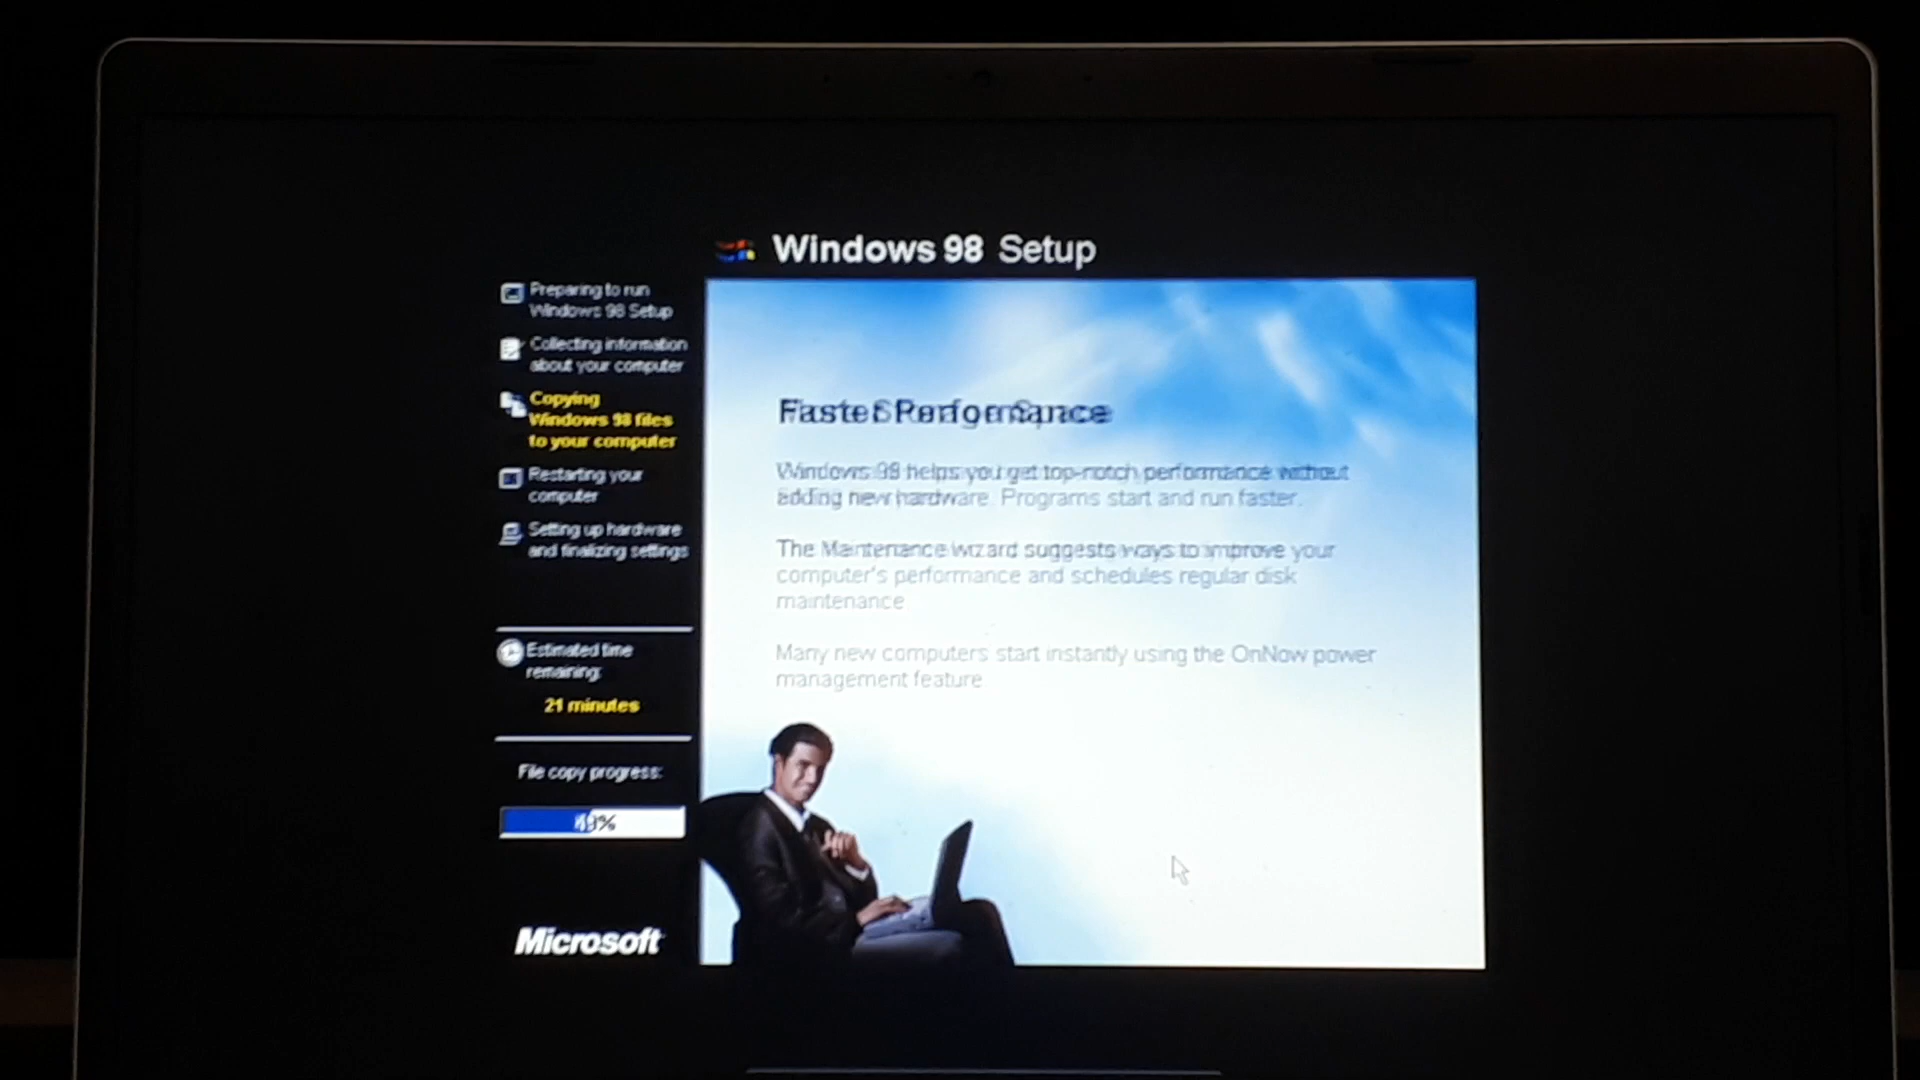 Windows 98 Setup
Preparing to run
Windows 98 Setup
Collecting information
about your computer
Copying
Windows 98 files
to your computer
Restarting your
computer
Setting up hardware
and finalizing settings
Estimated time
remaining:
21 minutes
File copy progress:
Microsoft
Faster Performance
Windows 98 helps you get top-notch performance without
adding new hardware. Programs start and run faster.
The Maintenance wizard suggests ways to improve your
computer's performance and schedules regular disk
maintenance
Many new computers start instantly using the OnNow power
management feature